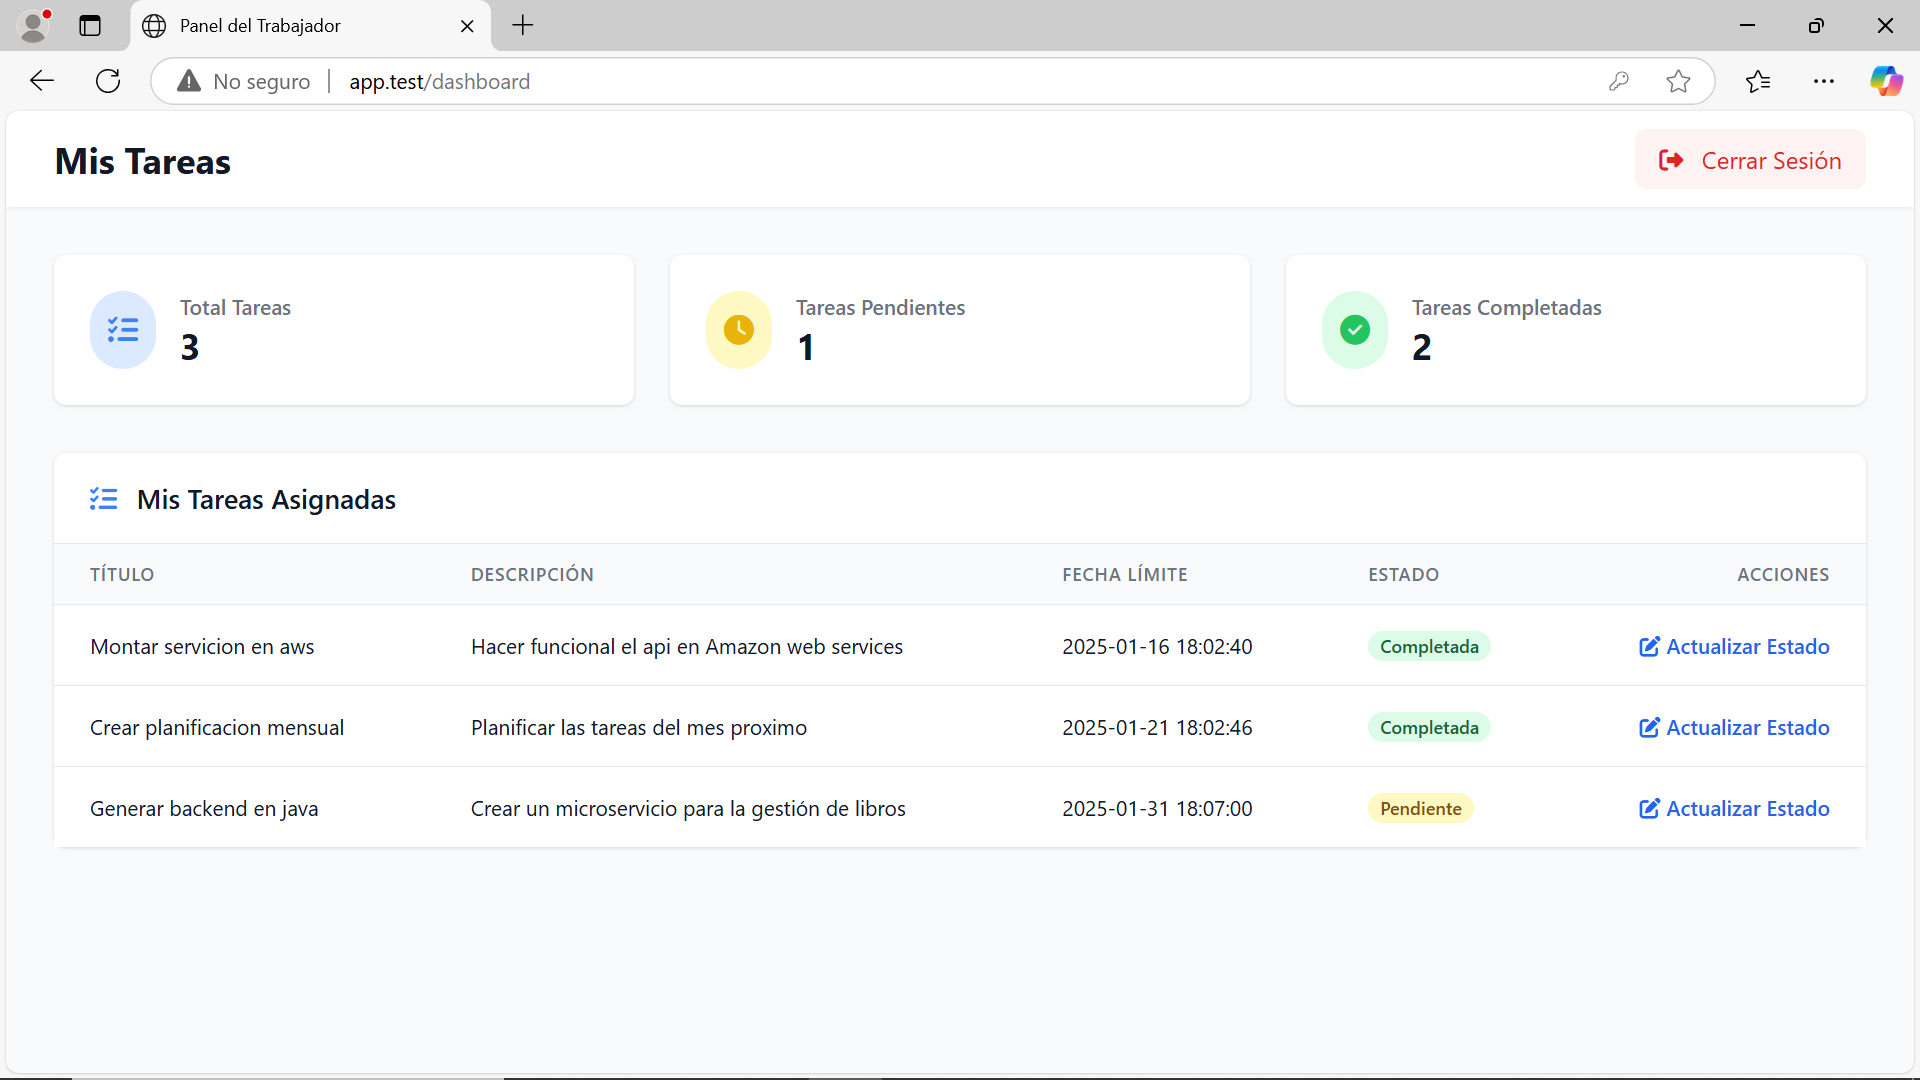 Panel del Trabajador
No seguro app.test/dashboard
Mis Tareas
Cerrar Sesión
Total Tareas
3
Tareas Pendientes
1
Tareas Completadas
2
Mis Tareas Asignadas
TÍTULO DESCRIPCIÓN FECHA LÍMITE ESTADO ACCIONES
Montar servicion en aws Hacer funcional el api en Amazon web services 2025-01-16 18:02:40 Completada Actualizar Estado
Crear planificacion mensual Planificar las tareas del mes proximo 2025-01-21 18:02:46 Completada Actualizar Estado
Generar backend en java Crear un microservicio para la gestión de libros 2025-01-31 18:07:00 Pendiente Actualizar Estado